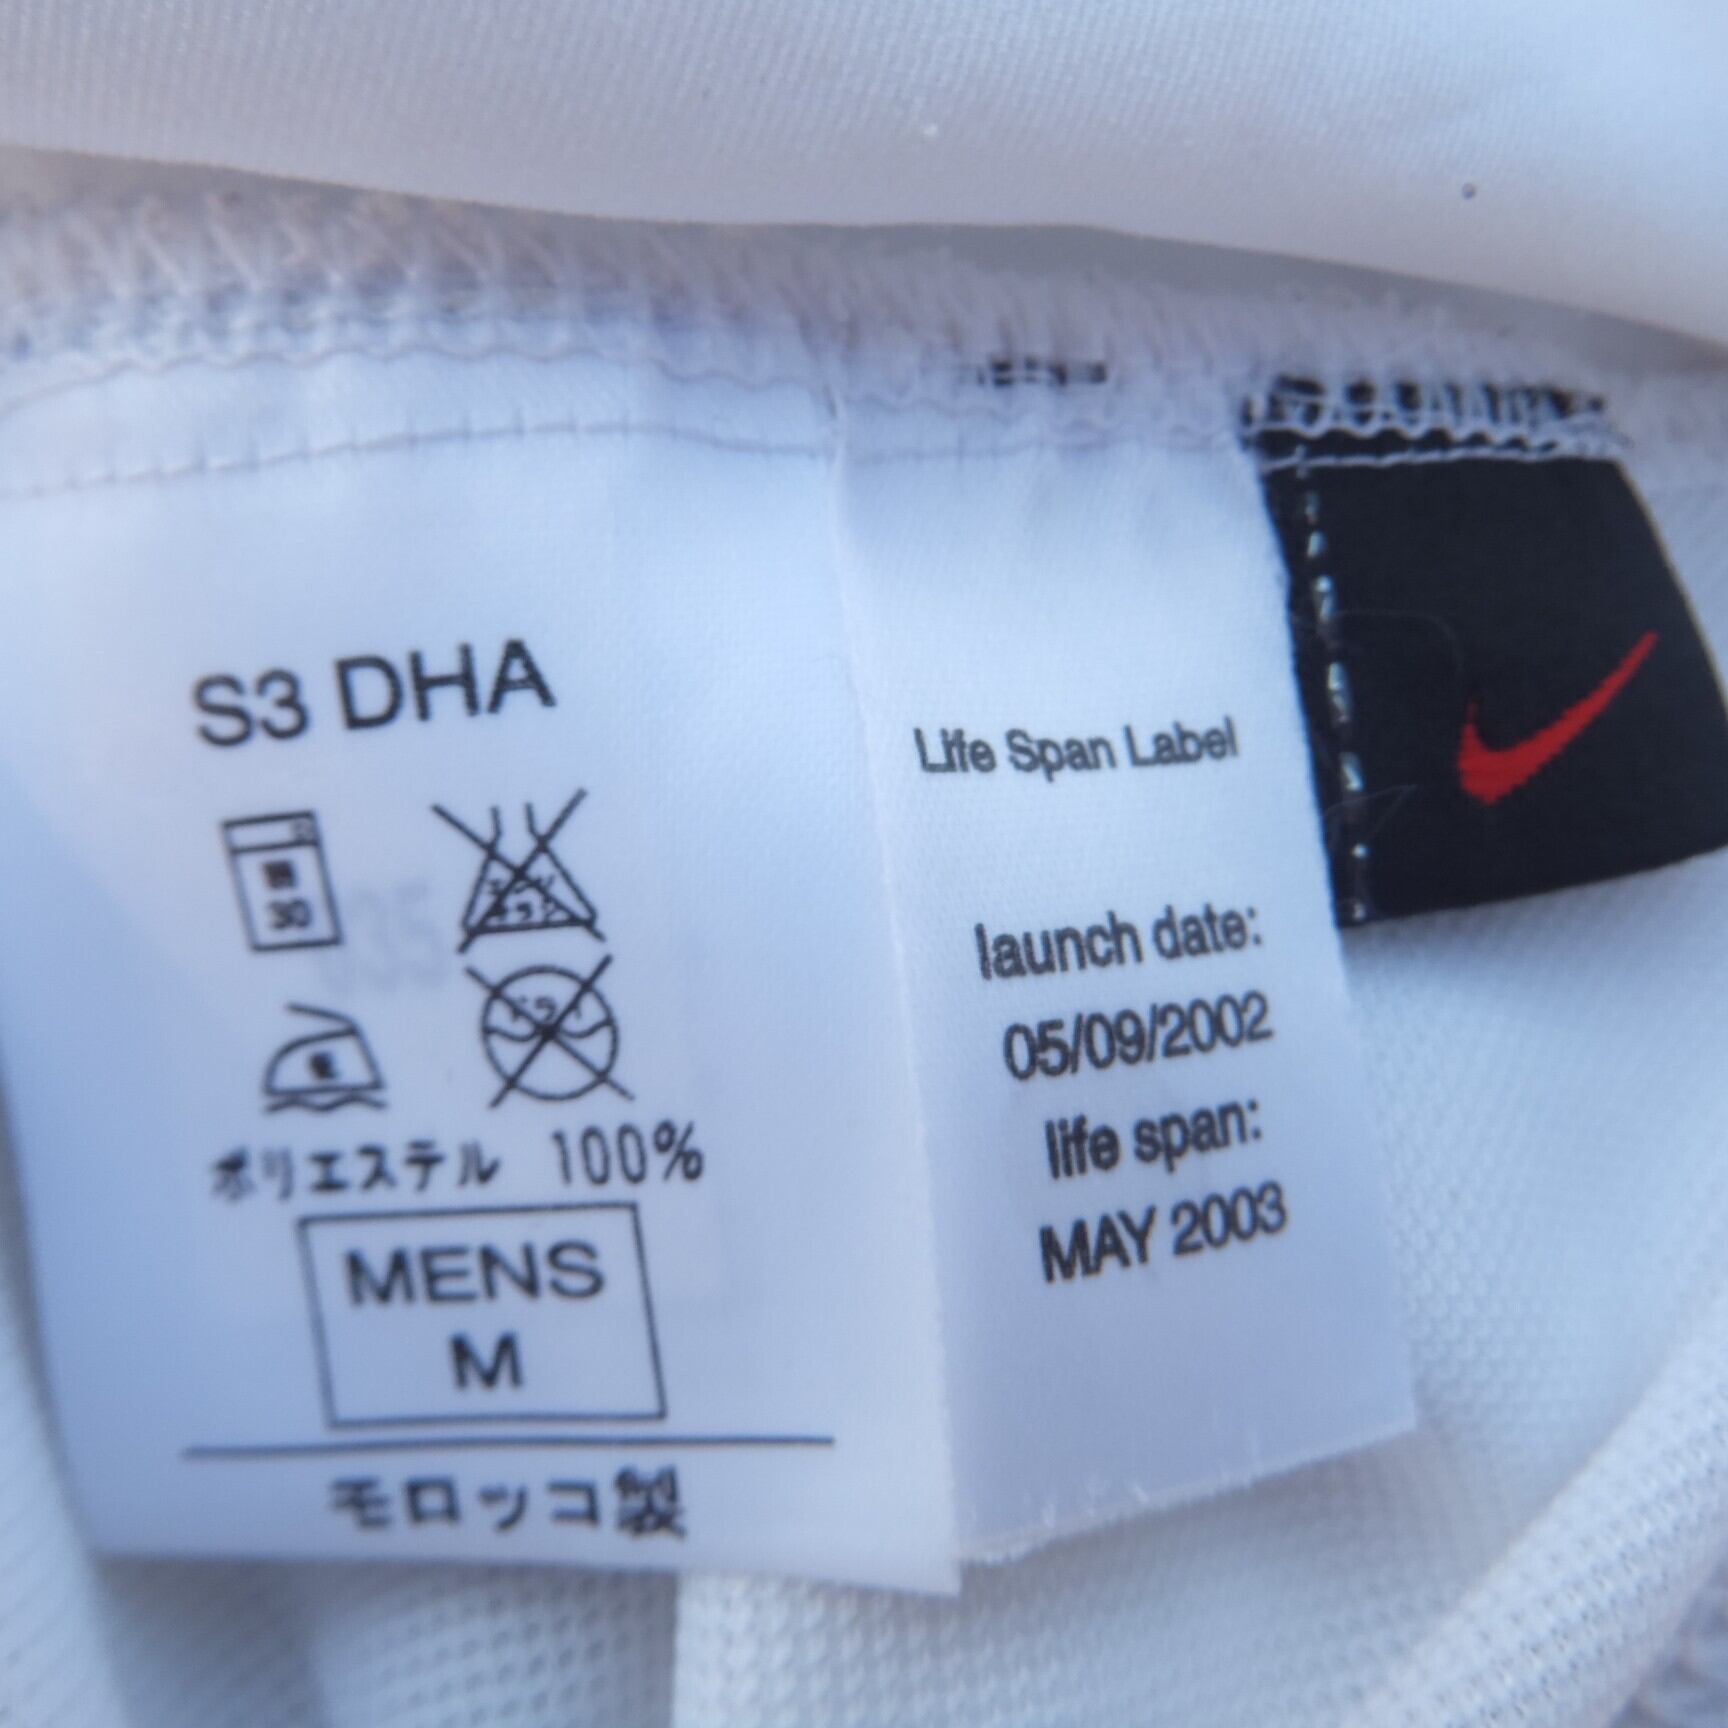 S3 DHA
30
ポリエステル 100%
MENS
M
モロッコ製
Life Span Label
launch date:
05/09/2002
life span:
MAY 2003